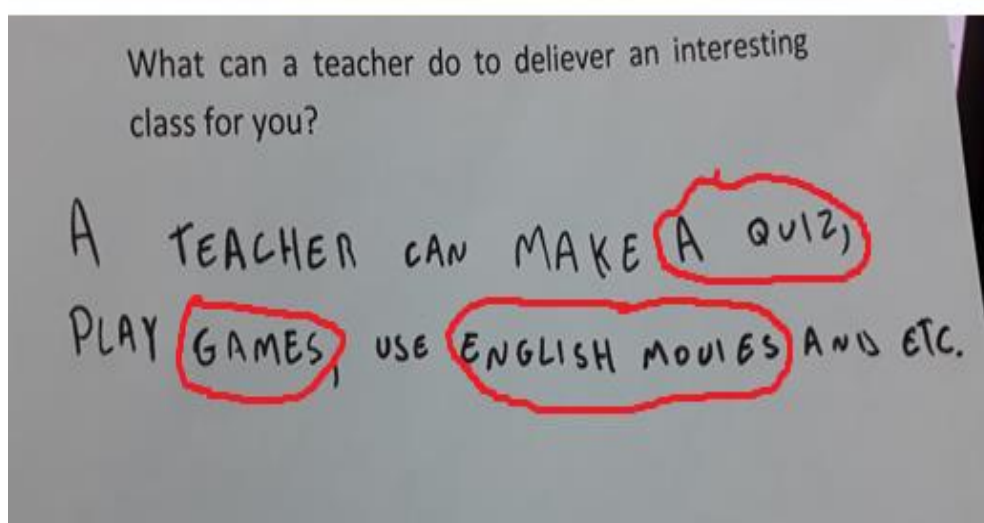 What can a teacher do to deliever an interesting
class for you?
A TEACHER CAN MAKE A QUIZ,
PLAY GAMES, USE ENGLISH MOVIES AND ETC.